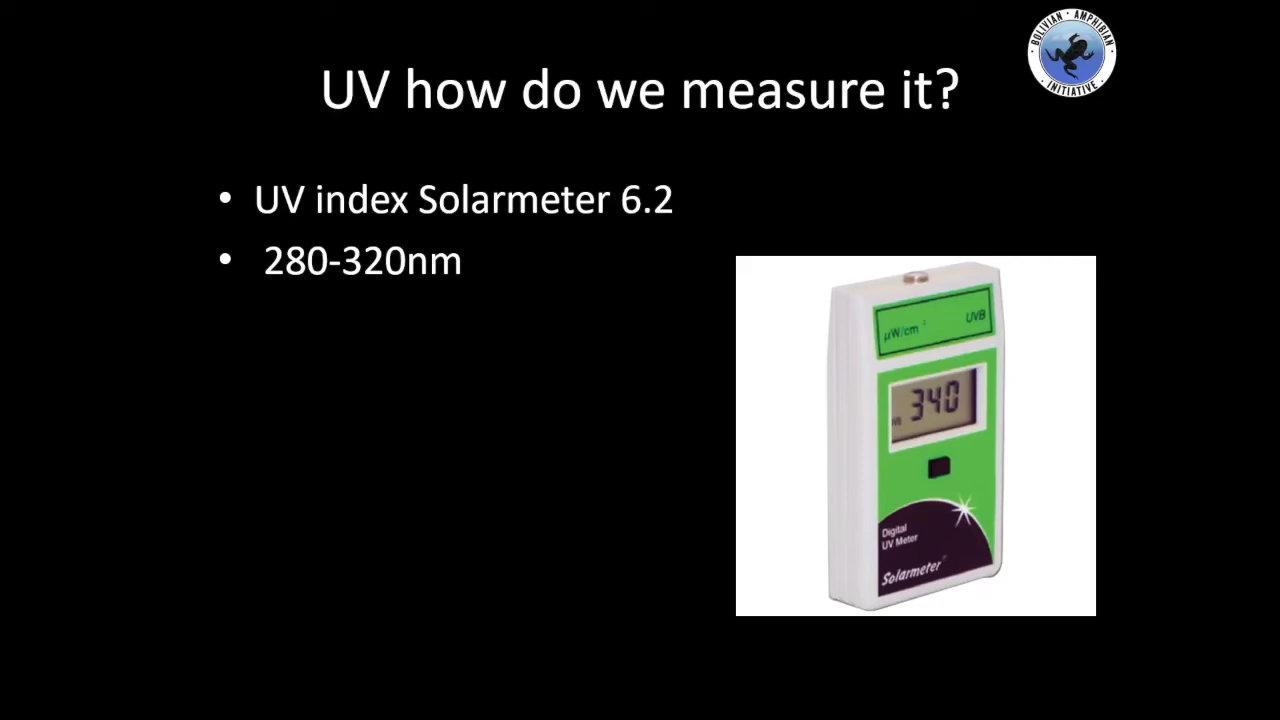 BOLIVIAN · AMPHIBIAN
· INITIATIVE ·
UV how do we measure it?
• UV index Solarmeter 6.2
• 280-320nm
µW/cm² UVB
340
Digital
UV Meter
Solarmeter